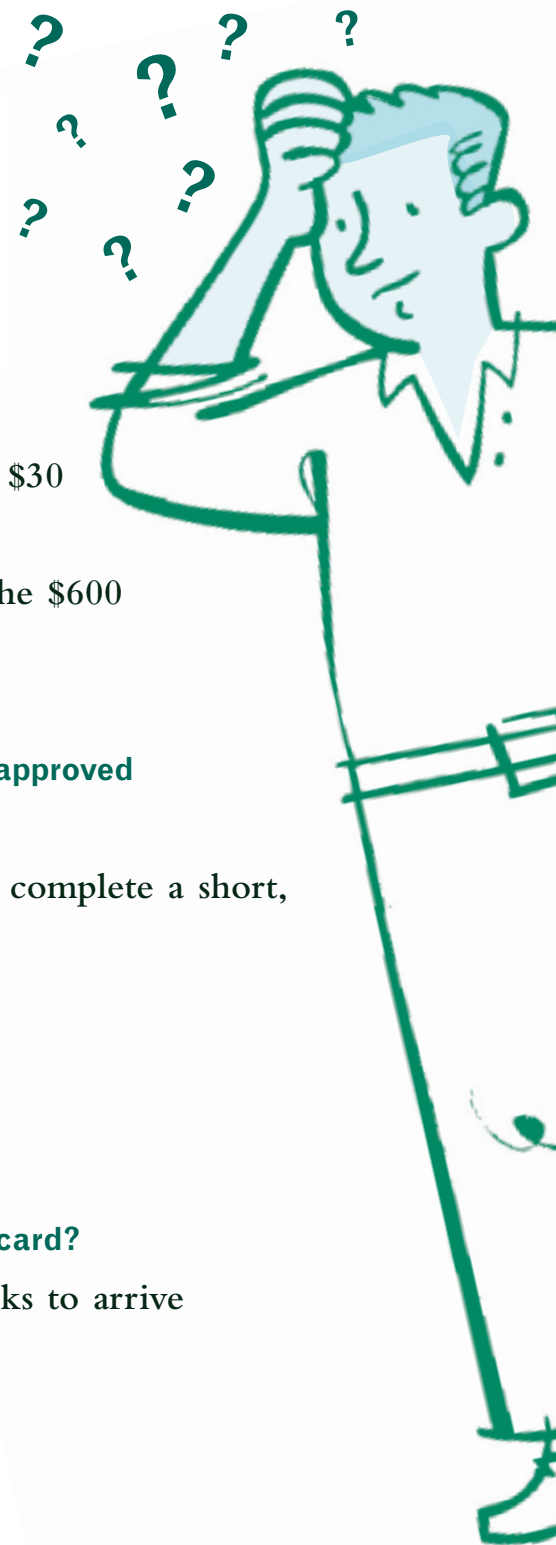 ? ? ? ?
?
?
?
?
$30
he $600
approved
complete a short,
card?
ks to arrive